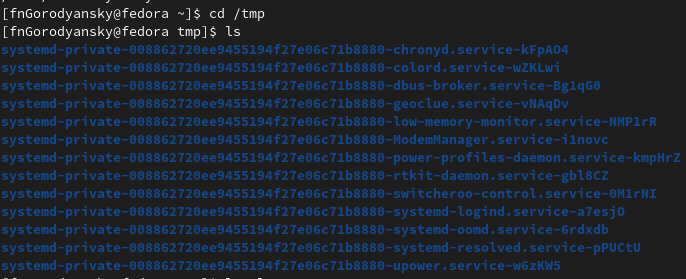 [fnGorodyansky@fedora ~]$ cd /tmp
[fnGorodyansky@fedora tmp]$ ls
systemd-private-008862720ee9455194f27e06c71b8880-chronyd.service-kFpAO4
systemd-private-008862720ee9455194f27e06c71b8880-colord.service-wZKLwi
systemd-private-008862720ee9455194f27e06c71b8880-dbus-broker.service-Bg1qG0
systemd-private-008862720ee9455194f27e06c71b8880-geoclue.service-vNAqDv
systemd-private-008862720ee9455194f27e06c71b8880-low-memory-monitor.service-NMP1rR
systemd-private-008862720ee9455194f27e06c71b8880-ModemManager.service-i1novc
systemd-private-008862720ee9455194f27e06c71b8880-power-profiles-daemon.service-kmpHrZ
systemd-private-008862720ee9455194f27e06c71b8880-rtkit-daemon.service-gbl8CZ
systemd-private-008862720ee9455194f27e06c71b8880-switcheroo-control.service-0M1rNI
systemd-private-008862720ee9455194f27e06c71b8880-systemd-logind.service-a7esjO
systemd-private-008862720ee9455194f27e06c71b8880-systemd-oomd.service-6rdxdb
systemd-private-008862720ee9455194f27e06c71b8880-systemd-resolved.service-pPUCtU
systemd-private-008862720ee9455194f27e06c71b8880-upower.service-w6zKW5